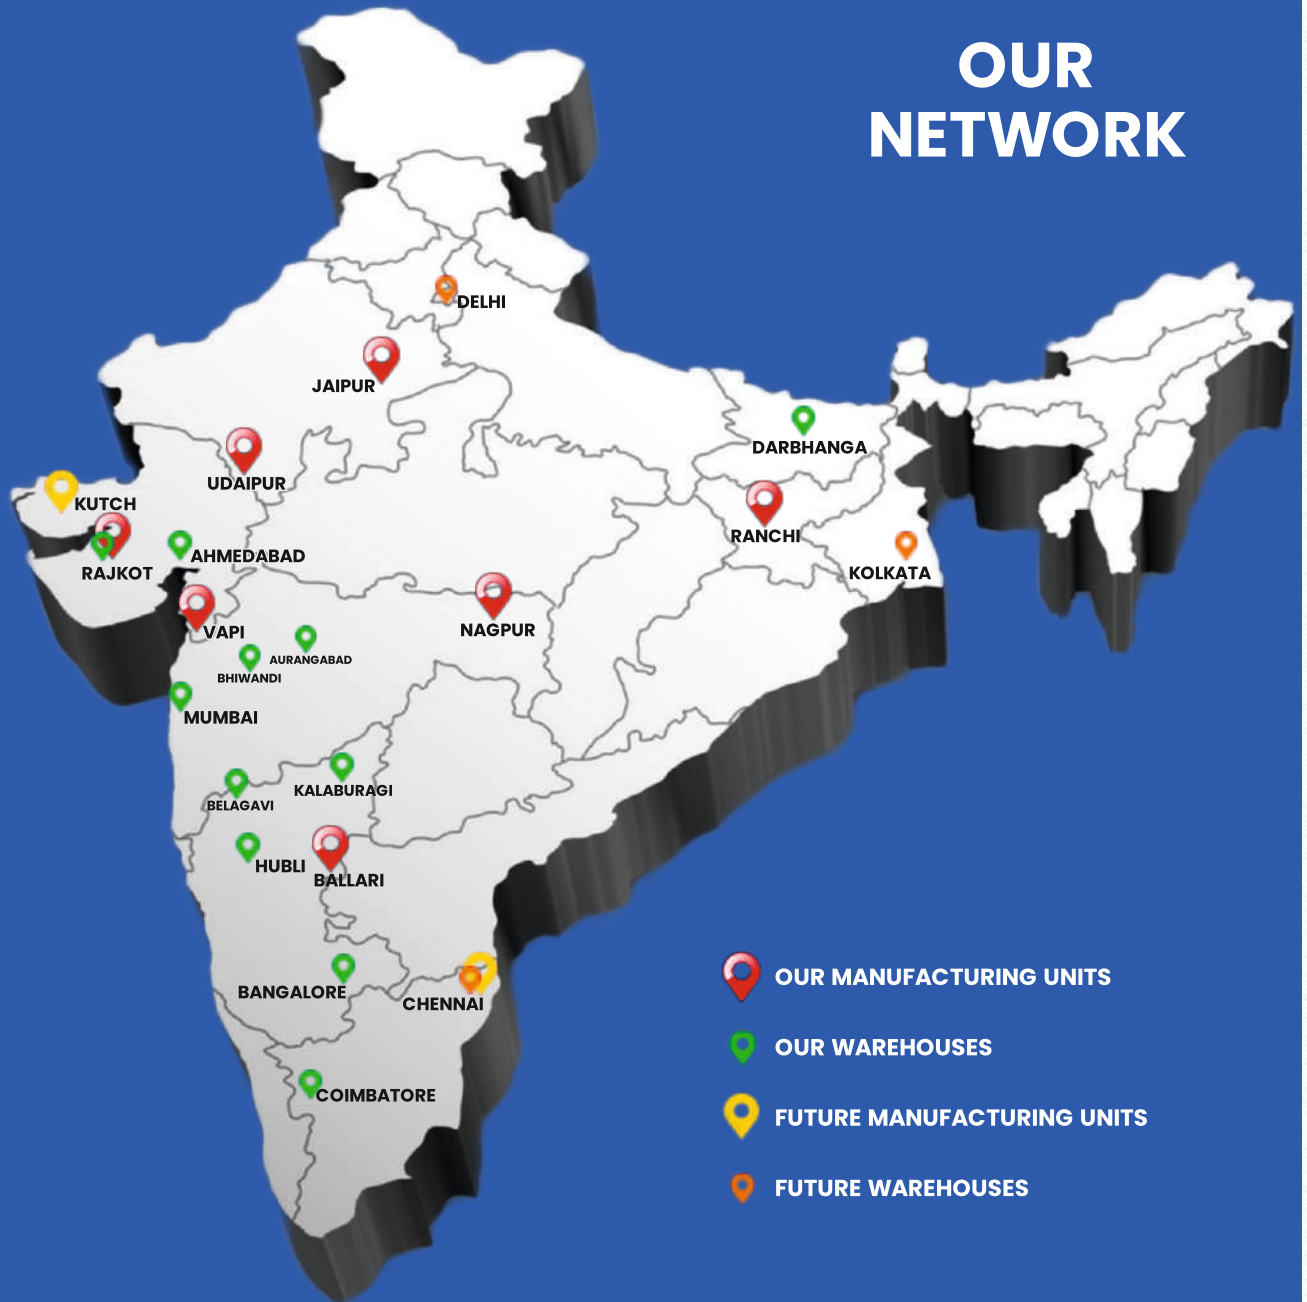 OUR
NETWORK
DELHI
JAIPUR
DARBHANGA
UDAIPUR
KUTCH
RANCHI
AHMEDABAD
RAJKOT
KOLKATA
VAPI
NAGPUR
AURANGABAD
BHIWANDI
MUMBAI
KALABURAGI
BELAGAVI
HUBLI
BALLARI
BANGALORE
CHENNAI
COIMBATORE
OUR MANUFACTURING UNITS
OUR WAREHOUSES
FUTURE MANUFACTURING UNITS
FUTURE WAREHOUSES